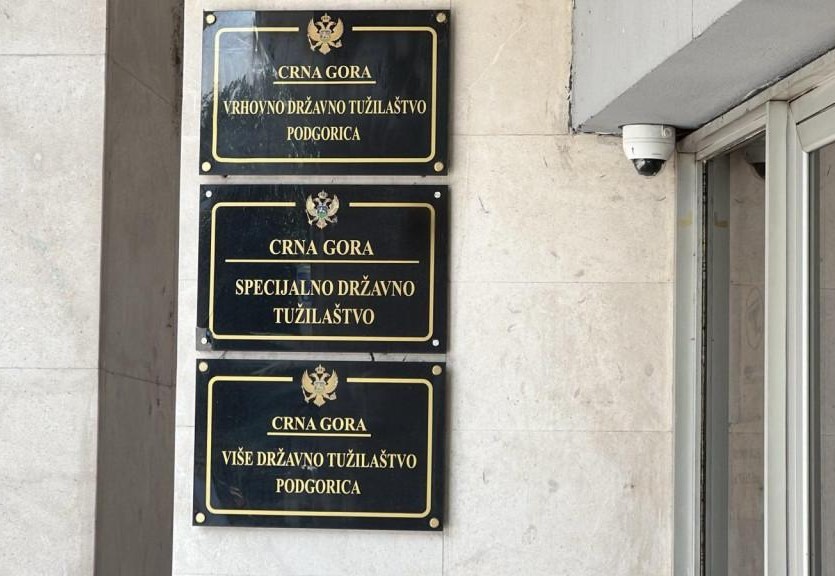 CRNA GORA
VRHOVNO DRŽAVNO TUŽILAŠTVO
PODGORICA
CRNA GORA
SPECIJALNO DRŽAVNO
TUŽILAŠTVO
CRNA GORA
VIŠE DRŽAVNO TUŽILAŠTVO
PODGORICA